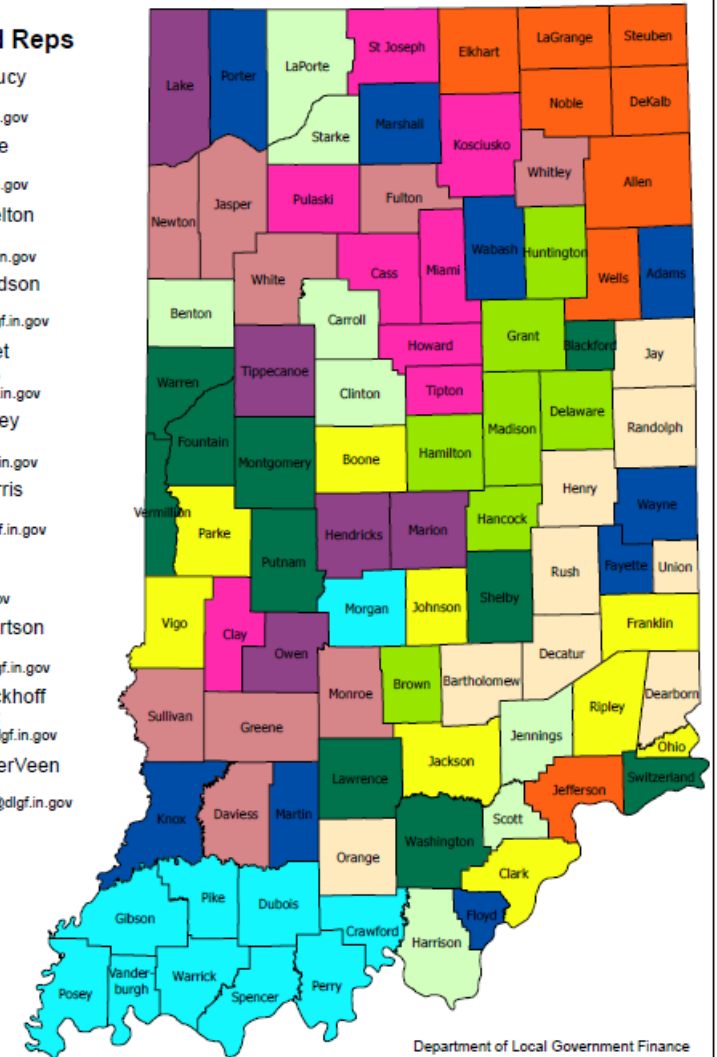 l Reps
ucy
.gov
e
.gov
elton
n.gov
dson
gf.in.gov
et
in.gov
ey
in.gov
rris
f.in.gov
ov
ertson
gf.in.gov
ckhoff
dlgf.in.gov
erVeen
@dlgf.in.gov
Lake
Porter
LaPorte
St Joseph
Elkhart
LaGrange
Steuben
Noble
DeKalb
Starke
Marshall
Kosciusko
Whitley
Allen
Newton
Jasper
Pulaski
Fulton
White
Cass
Miami
Wabash
Huntington
Wells
Adams
Benton
Carroll
Howard
Grant
Blackford
Jay
Warren
Tippecanoe
Clinton
Tipton
Madison
Delaware
Randolph
Fountain
Montgomery
Boone
Hamilton
Henry
Wayne
Vermillion
Parke
Putnam
Hendricks
Marion
Hancock
Rush
Fayette
Union
Vigo
Clay
Owen
Morgan
Johnson
Shelby
Franklin
Decatur
Sullivan
Greene
Monroe
Brown
Bartholomew
Jennings
Ripley
Dearborn
Ohio
Switzerland
Jackson
Lawrence
Jefferson
Knox
Daviess
Martin
Orange
Washington
Scott
Clark
Floyd
Harrison
Gibson
Pike
Dubois
Crawford
Posey
Vander-
burgh
Warrick
Spencer
Perry
Department of Local Government Finance